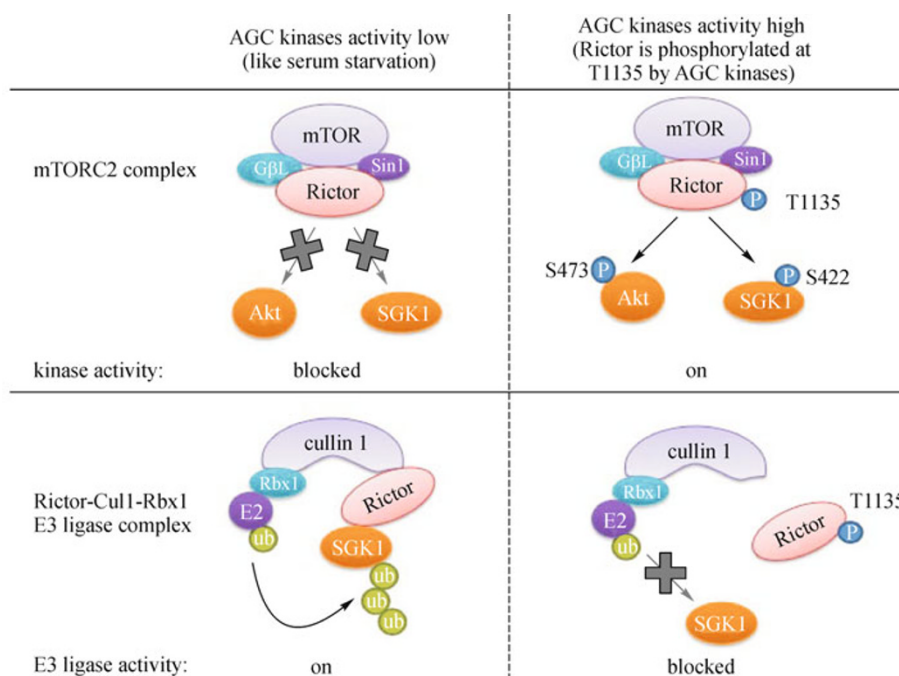 AGC kinases activity low
(like serum starvation)
AGC kinases activity high
(Rictor is phosphorylated at
T1135 by AGC kinases)
mTORC2 complex
mTOR
GβL
Sin1
Rictor
Akt
SGK1
mTOR
GβL
Sin1
Rictor
P
T1135
S473
P
Akt
P
S422
SGK1
kinase activity:
blocked
on
Rictor-Cul1-Rbx1
E3 ligase complex
cullin 1
Rbx1
Rictor
E2
ub
SGK1
ub
ub
ub
cullin 1
Rbx1
E2
ub
Rictor
T1135
P
SGK1
E3 ligase activity:
on
blocked